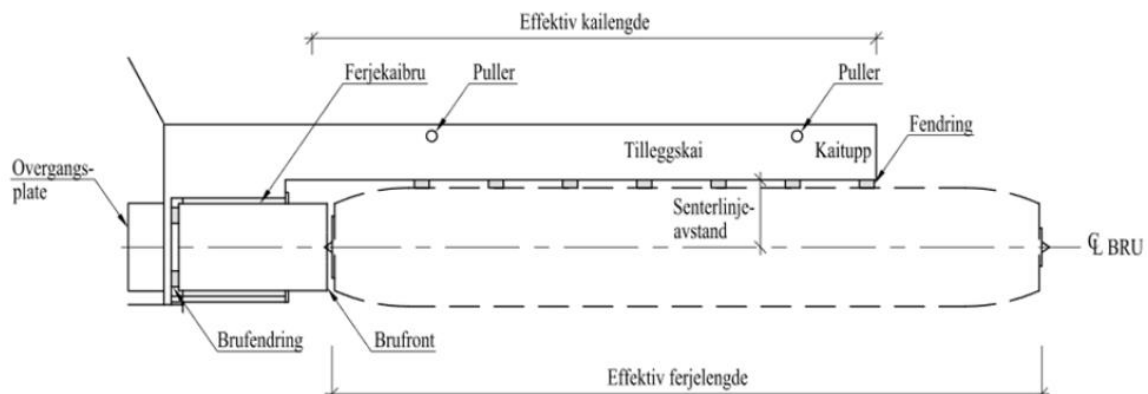 Effektiv kailengde
Ferjekaibru
Puller
Puller
Fendring
Tilleggskai
Kaitupp
Overgangs-
plate
Senterlinje-
avstand
℄ BRU
Brufendring
Brufront
Effektiv ferjelengde